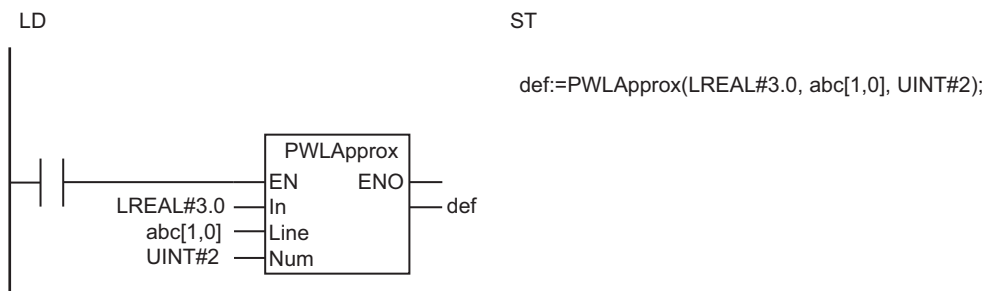 LD
ST
def:=PWLApprox(LREAL#3.0, abc[1,0], UINT#2);
PWLApprox
EN ENO
LREAL#3.0 In def
abc[1,0] Line
UINT#2 Num